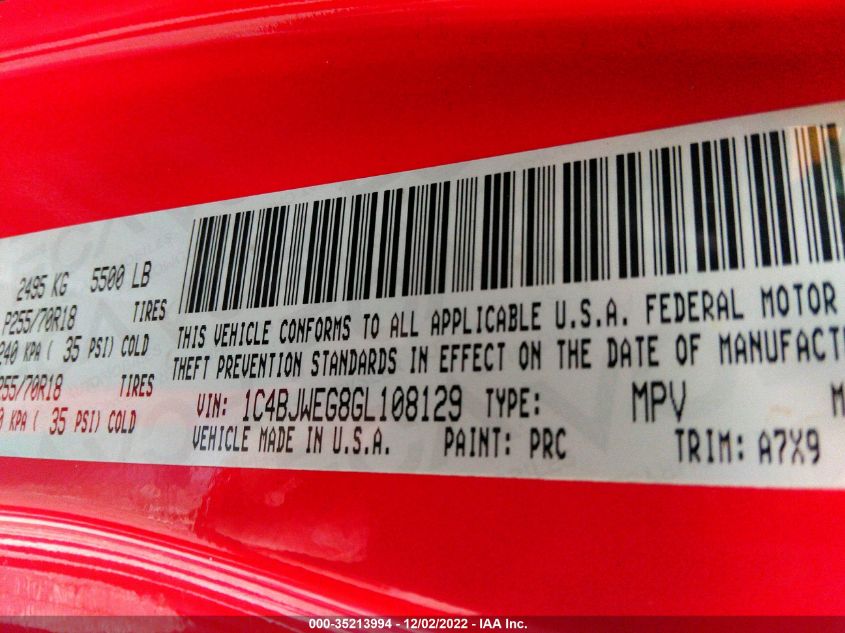 2495 KG 5500 LB
P255/70R18 TIRES
240 KPA ( 35 PSI) COLD
255/70R18 TIRES
0 KPA ( 35 PSI) COLD
THIS VEHICLE CONFORMS TO ALL APPLICABLE U.S.A. FEDERAL MOTOR
THEFT PREVENTION STANDARDS IN EFFECT ON THE DATE OF MANUFACT
VIN: 1C4BJWEG8GL108129 TYPE: MPV M
VEHICLE MADE IN U.S.A. PAINT: PRC TRIM: A7X9
000-35213994 - 12/02/2022 - IAA Inc.